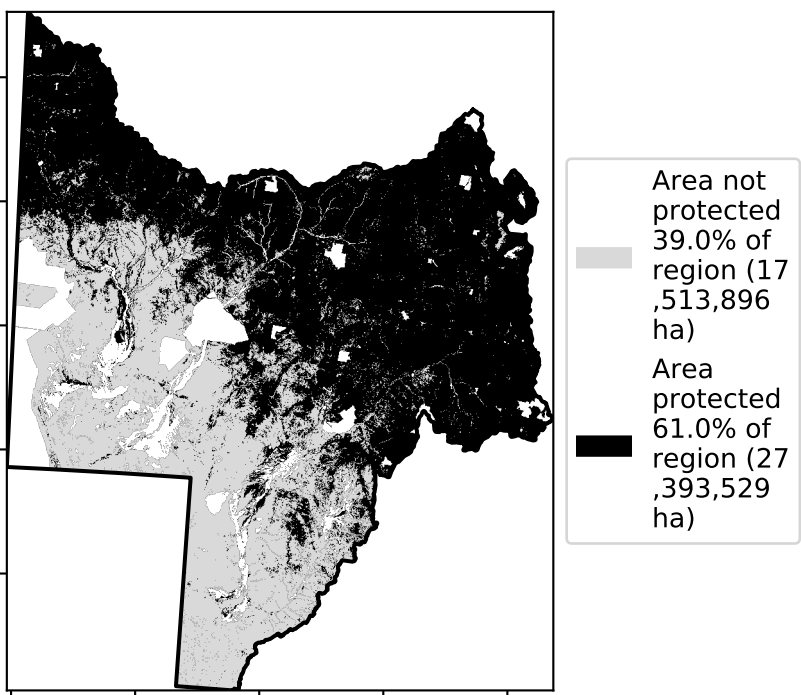 Area not
protected
39.0% of
region (17
,513,896
ha)
Area
protected
61.0% of
region (27
,393,529
ha)